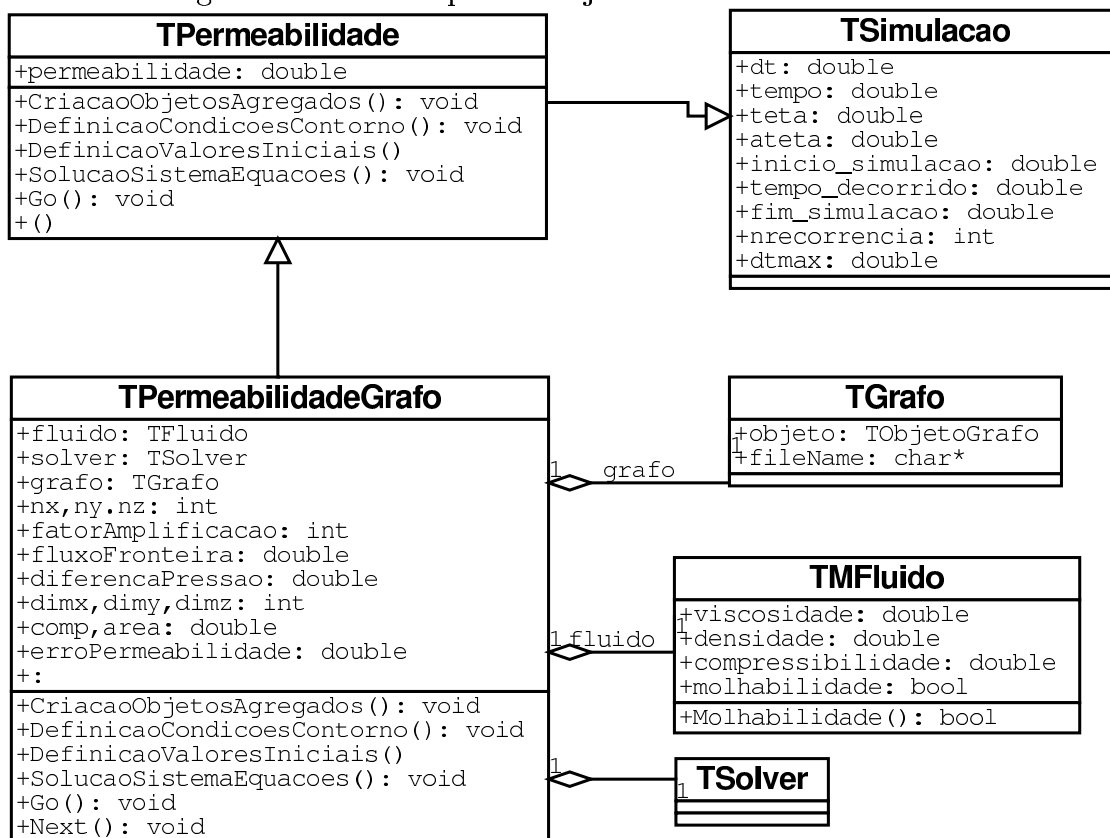 TPermeabilidade
+permeabilidade: double
+CriacaoObjetosAgregados(): void
+DefinicaoCondicoesContorno(): void
+DefinicaoValoresIniciais()
+SolucaoSistemaEquacoes(): void
+Go(): void
+()
TSimulacao
+dt: double
+tempo: double
+teta: double
+ateta: double
+inicio_simulacao: double
+tempo_decorrido: double
+fim_simulacao: double
+nrecorrencia: int
+dtmax: double
TPermeabilidadeGrafo
+fluido: TFluido
+solver: TSolver
+grafo: TGrafo
+nx,ny.nz: int
+fatorAmplificacao: int
+fluxoFronteira: double
+diferencaPressao: double
+dimx,dimy,dimz: int
+comp,area: double
+erroPermeabilidade: double
+:
+CriacaoObjetosAgregados(): void
+DefinicaoCondicoesContorno(): void
+DefinicaoValoresIniciais()
+SolucaoSistemaEquacoes(): void
+Go(): void
+Next(): void
1 grafo 1
TGrafo
+objeto: TObjetoGrafo
+fileName: char*
1 fluido 1
TMFluido
+viscosidade: double
+densidade: double
+compressibilidade: double
+molhabilidade: bool
+Molhabilidade(): bool
1 1
TSolver